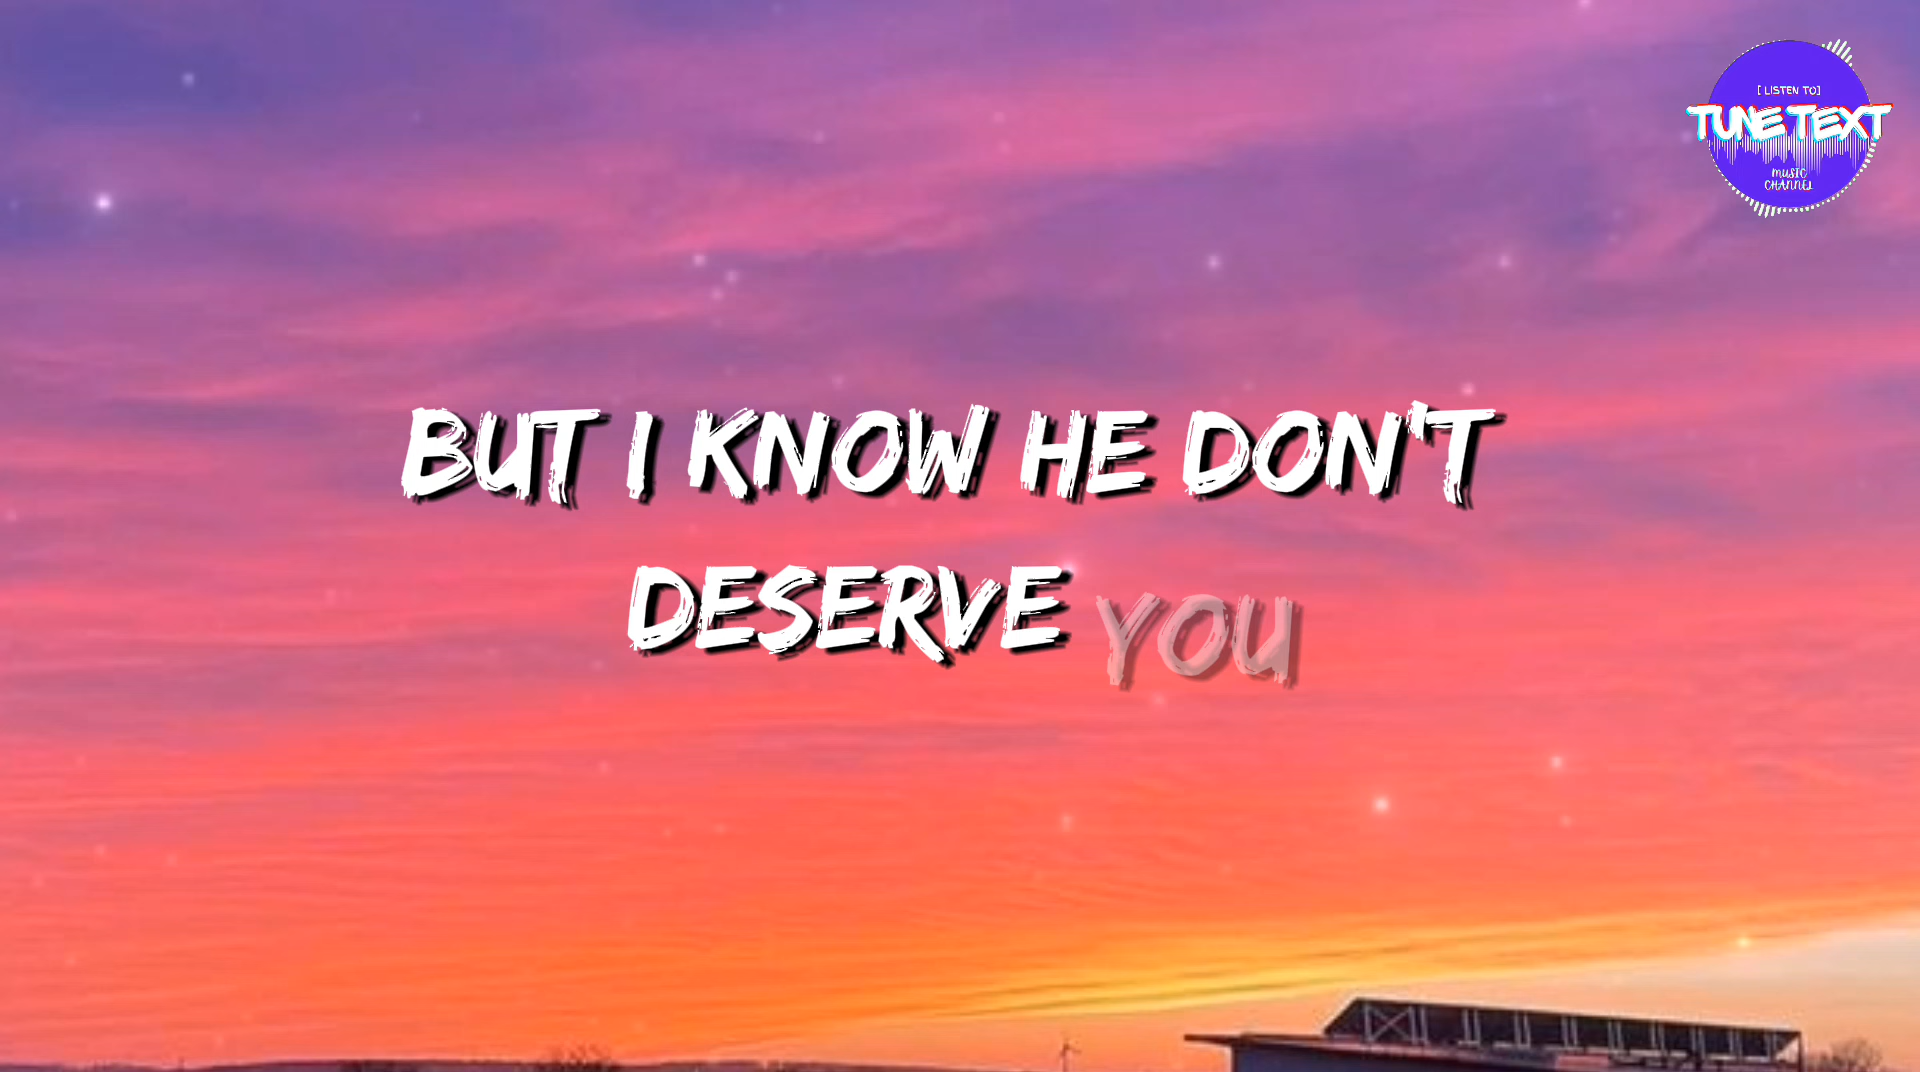 [ LISTEN TO]
TUNE TEXT
MUSIC
CHANNEL
BUT I KNOW HE DON'T
DESERVE YOU